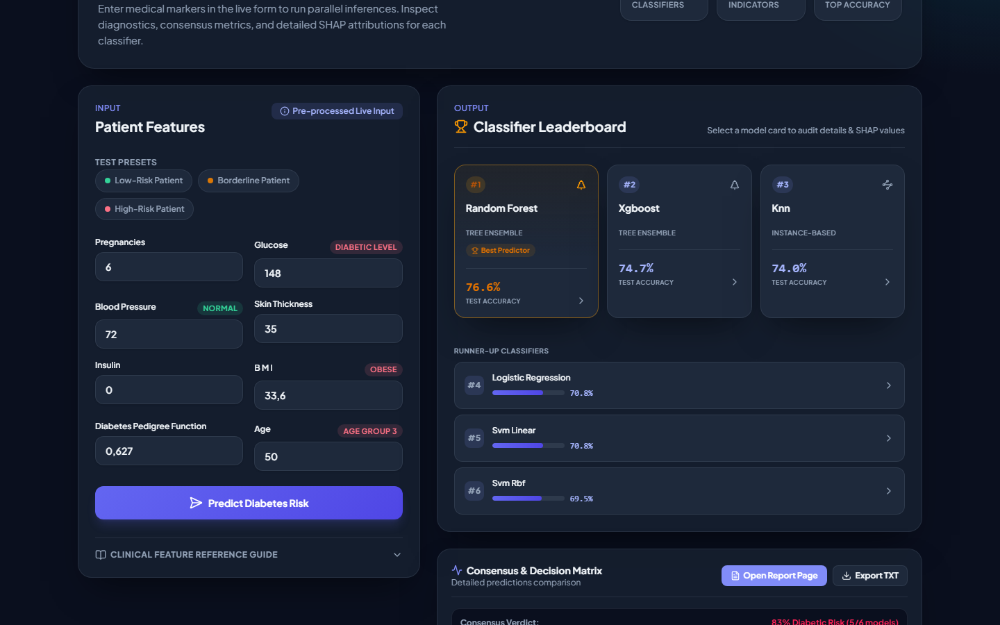 Enter medical markers in the live form to run parallel inferences. Inspect
diagnostics, consensus metrics, and detailed SHAP attributions for each
classifier.
CLASSIFIERS
INDICATORS
TOP ACCURACY
INPUT
Patient Features
Pre-processed Live Input
TEST PRESETS
Low-Risk Patient
Borderline Patient
High-Risk Patient
Pregnancies
6
Glucose
DIABETIC LEVEL
148
Blood Pressure
NORMAL
72
Skin Thickness
35
Insulin
0
B M I
OBESE
33,6
Diabetes Pedigree Function
0,627
Age
AGE GROUP 3
50
Predict Diabetes Risk
CLINICAL FEATURE REFERENCE GUIDE
OUTPUT
Classifier Leaderboard
Select a model card to audit details & SHAP values
#1
Random Forest
TREE ENSEMBLE
Best Predictor
76.6%
TEST ACCURACY
#2
Xgboost
TREE ENSEMBLE
74.7%
TEST ACCURACY
#3
Knn
INSTANCE-BASED
74.0%
TEST ACCURACY
RUNNER-UP CLASSIFIERS
#4
Logistic Regression
70.8%
#5
Svm Linear
70.8%
#6
Svm Rbf
69.5%
Consensus & Decision Matrix
Detailed predictions comparison
Open Report Page
Export TXT
Consensus Verdict:
83% Diabetic Risk (5/6 models)